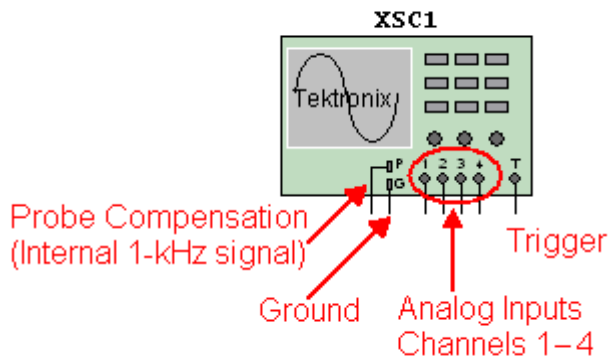 XSC1
Tektronix
P 1 2 3 4 T
G
Probe Compensation
(Internal 1-kHz signal)
Trigger
Ground
Analog Inputs
Channels 1–4